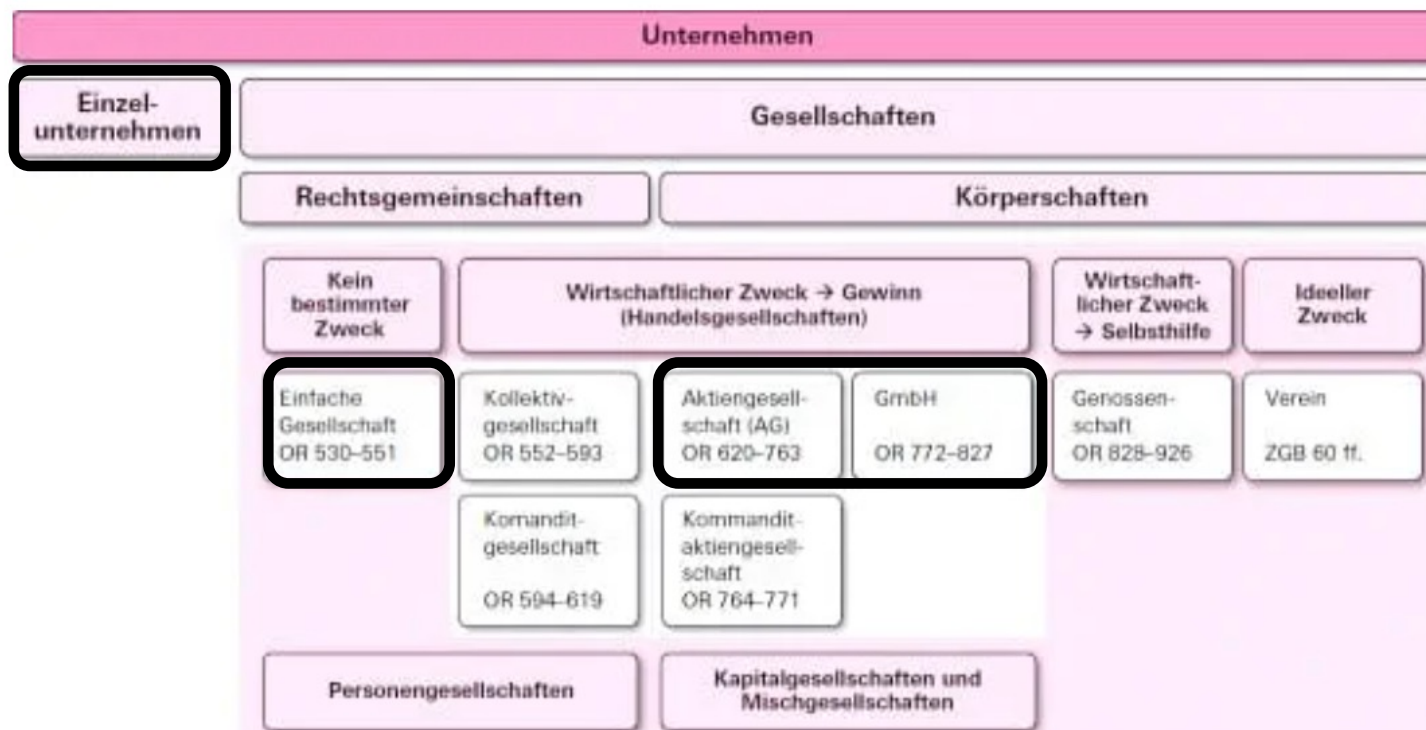 Unternehmen
Einzel-
unternehmen
Gesellschaften
Rechtsgemeinschaften
Körperschaften
Kein
bestimmter
Zweck
Wirtschaftlicher Zweck → Gewinn
(Handelsgesellschaften)
Wirtschaft-
licher Zweck
→ Selbsthilfe
Ideeller
Zweck
Einfache
Gesellschaft
OR 530–551
Kollektiv-
gesellschaft
OR 552–593
Aktiengesell-
schaft (AG)
OR 620–763
GmbH
OR 772–827
Genossen-
schaft
OR 828–926
Verein
ZGB 60 ff.
Komandit-
gesellschaft
OR 594–619
Kommandit-
aktiengesell-
schaft
OR 764–771
Personengesellschaften
Kapitalgesellschaften und
Mischgesellschaften